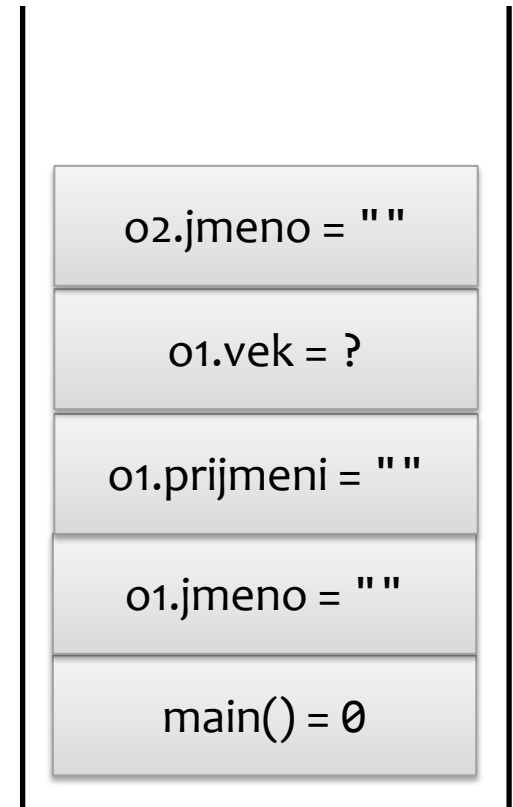 o2.jmeno = ""
o1.vek = ?
o1.prijmeni = ""
o1.jmeno = ""
main() = 0